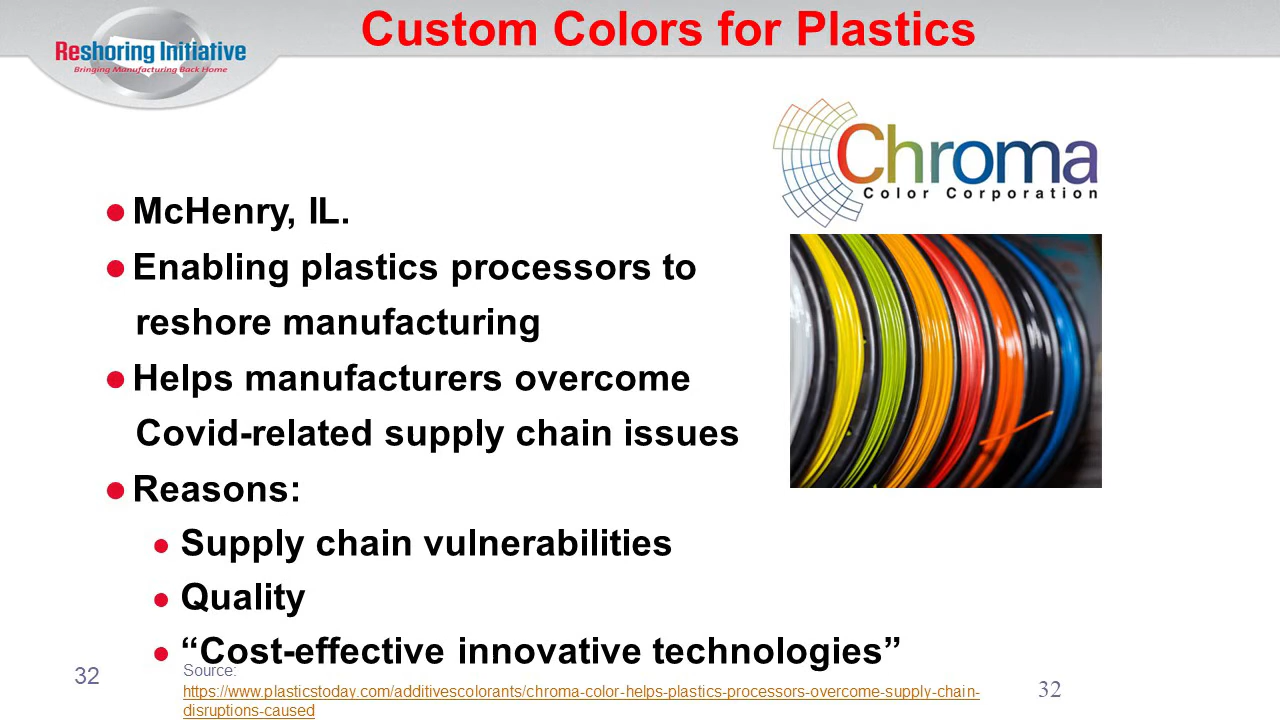 Custom Colors for Plastics
Reshoring Initiative
Bringing Manufacturing Back Home
Chroma
Color Corporation
● McHenry, IL.
● Enabling plastics processors to
reshore manufacturing
● Helps manufacturers overcome
Covid-related supply chain issues
● Reasons:
● Supply chain vulnerabilities
● Quality
● “Cost-effective innovative technologies”
32
Source:
https://www.plasticstoday.com/additivescolorants/chroma-color-helps-plastics-processors-overcome-supply-chain-
disruptions-caused
32